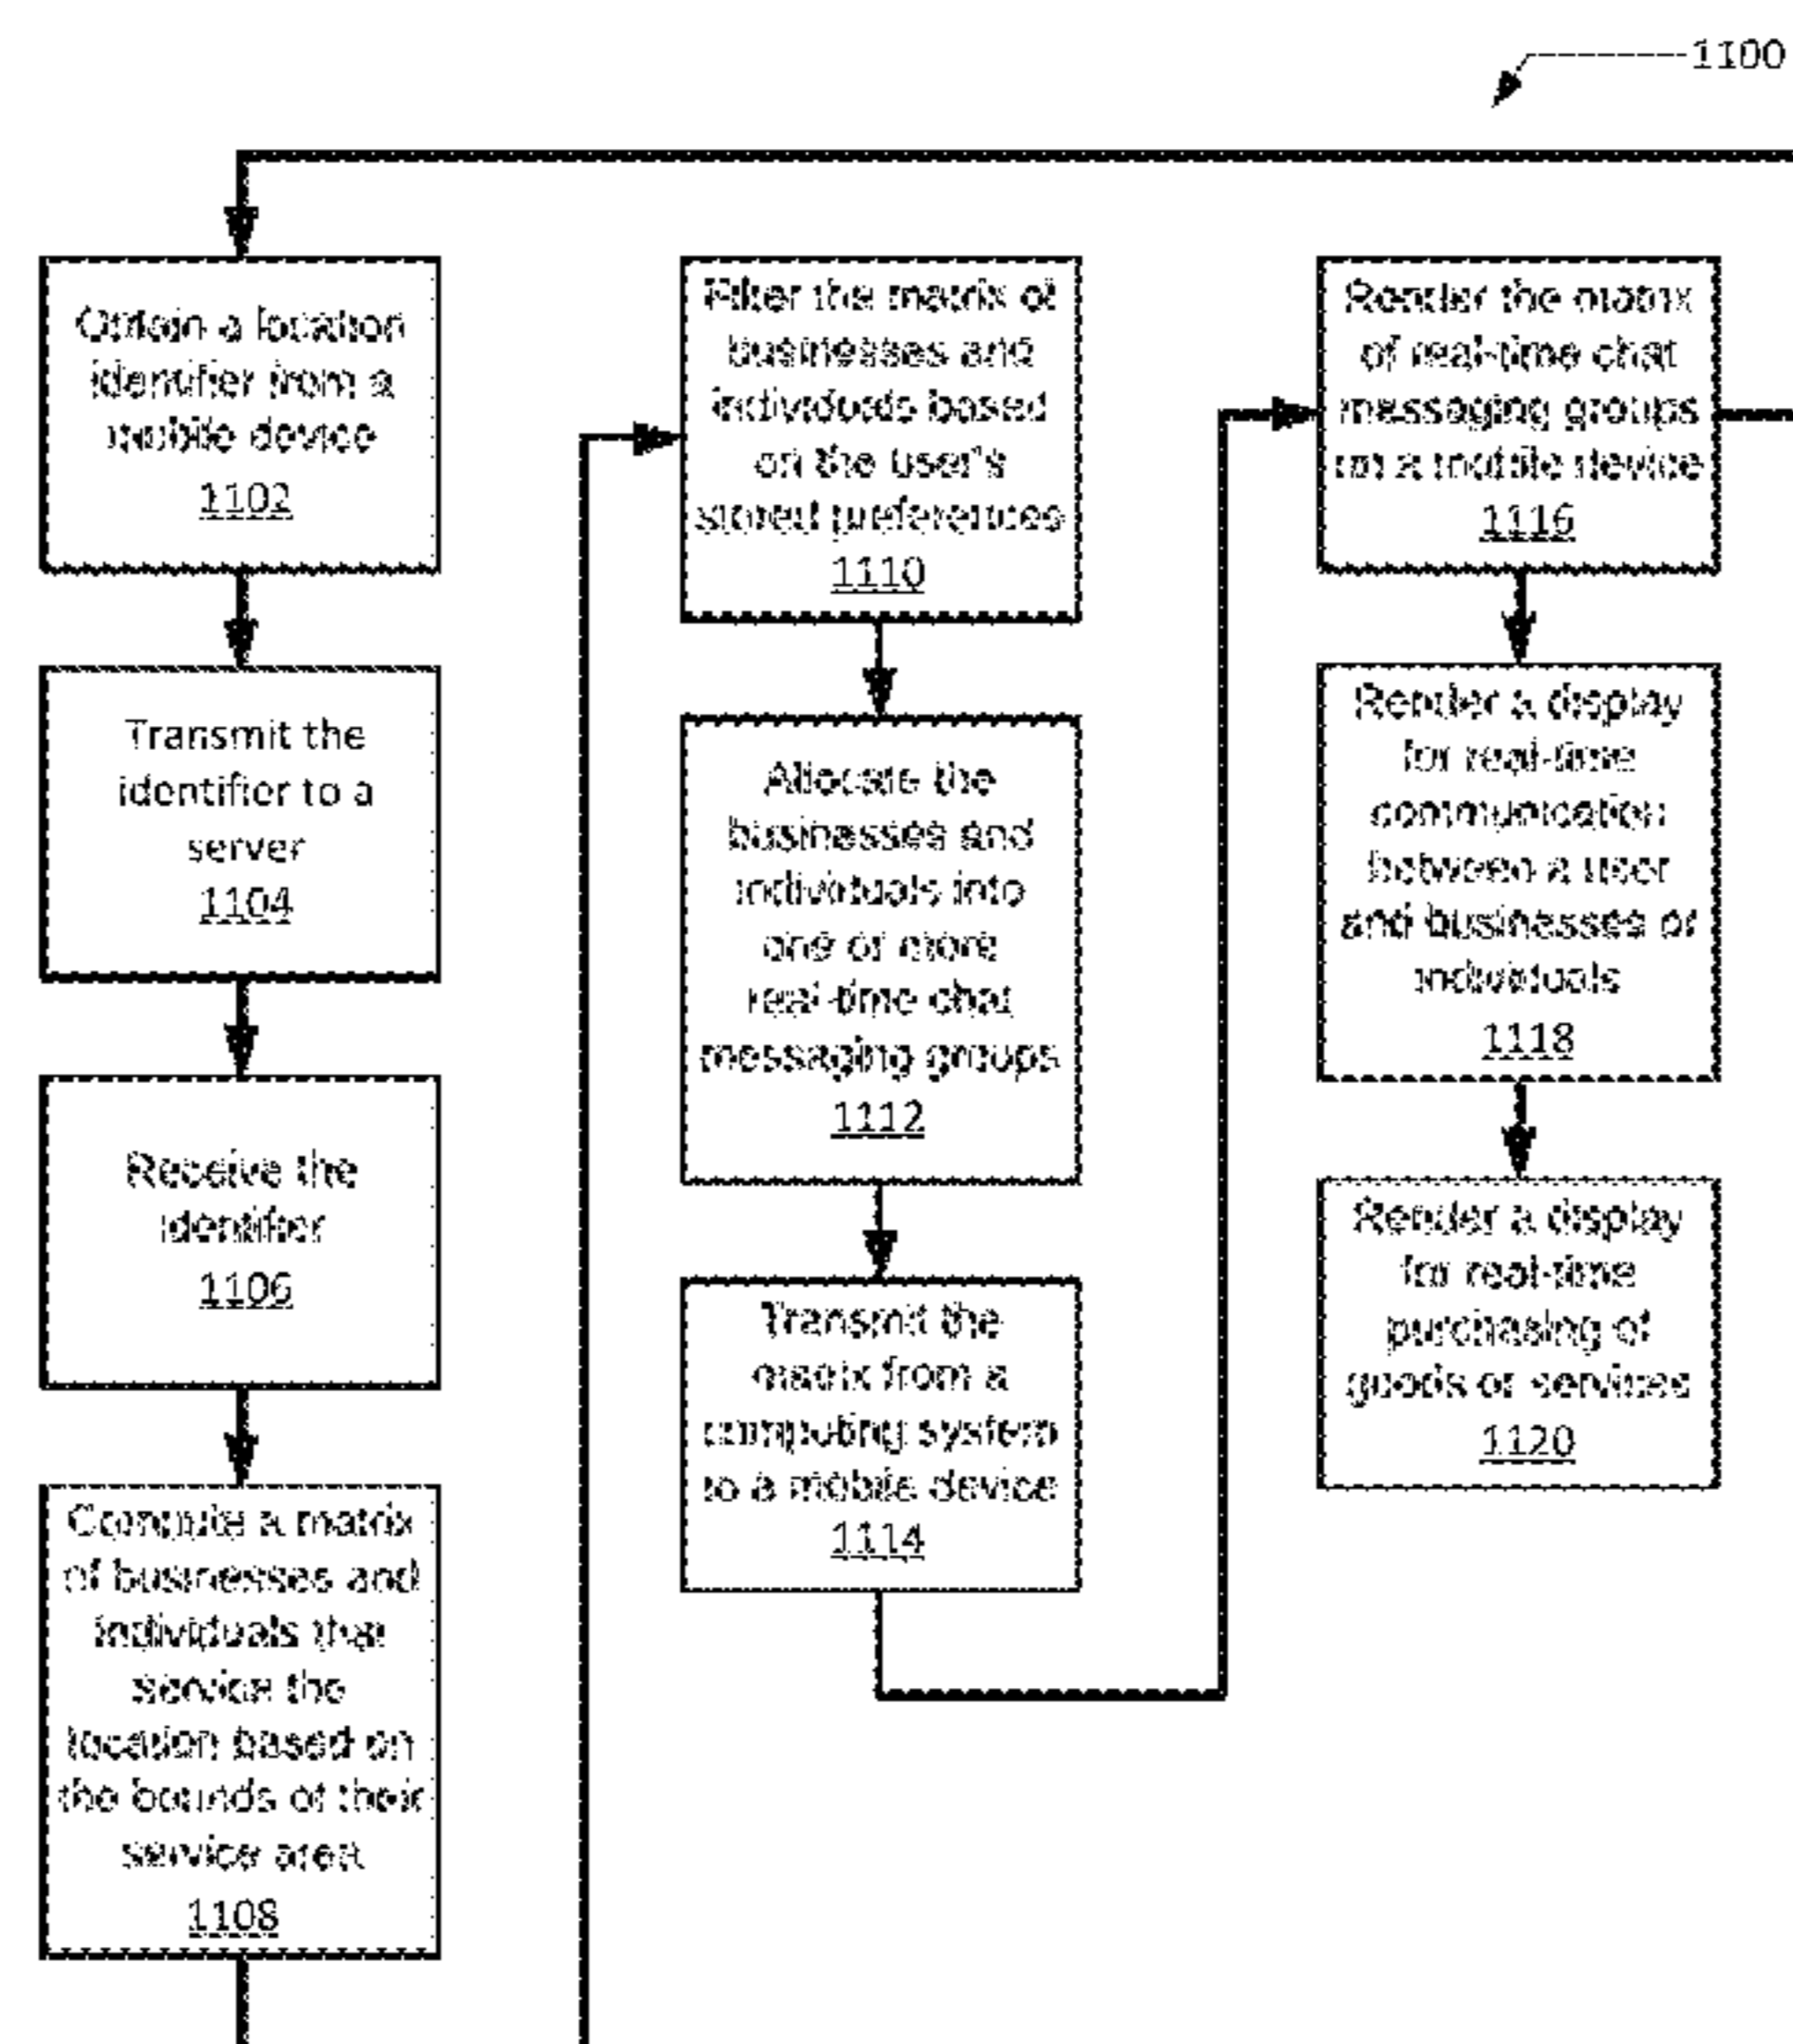 1100
Obtain a location
identifier from a
mobile device
1102
Transmit the
identifier to a
server
1104
Receive the
identifier
1106
Compute a matrix
of businesses and
individuals that
service the
location based on
the bounds of their
service area
1108
Filter the matrix of
businesses and
individuals based
on the user's
stored preferences
1110
Allocate the
businesses and
individuals into
one or more
real-time chat
messaging groups
1112
Transmit the
matrix from a
computing system
to a mobile device
1114
Render the matrix
of real-time chat
messaging groups
on a mobile device
1116
Render a display
for real-time
communication
between a user
and businesses or
individuals
1118
Render a display
for real-time
purchasing of
goods or services
1120